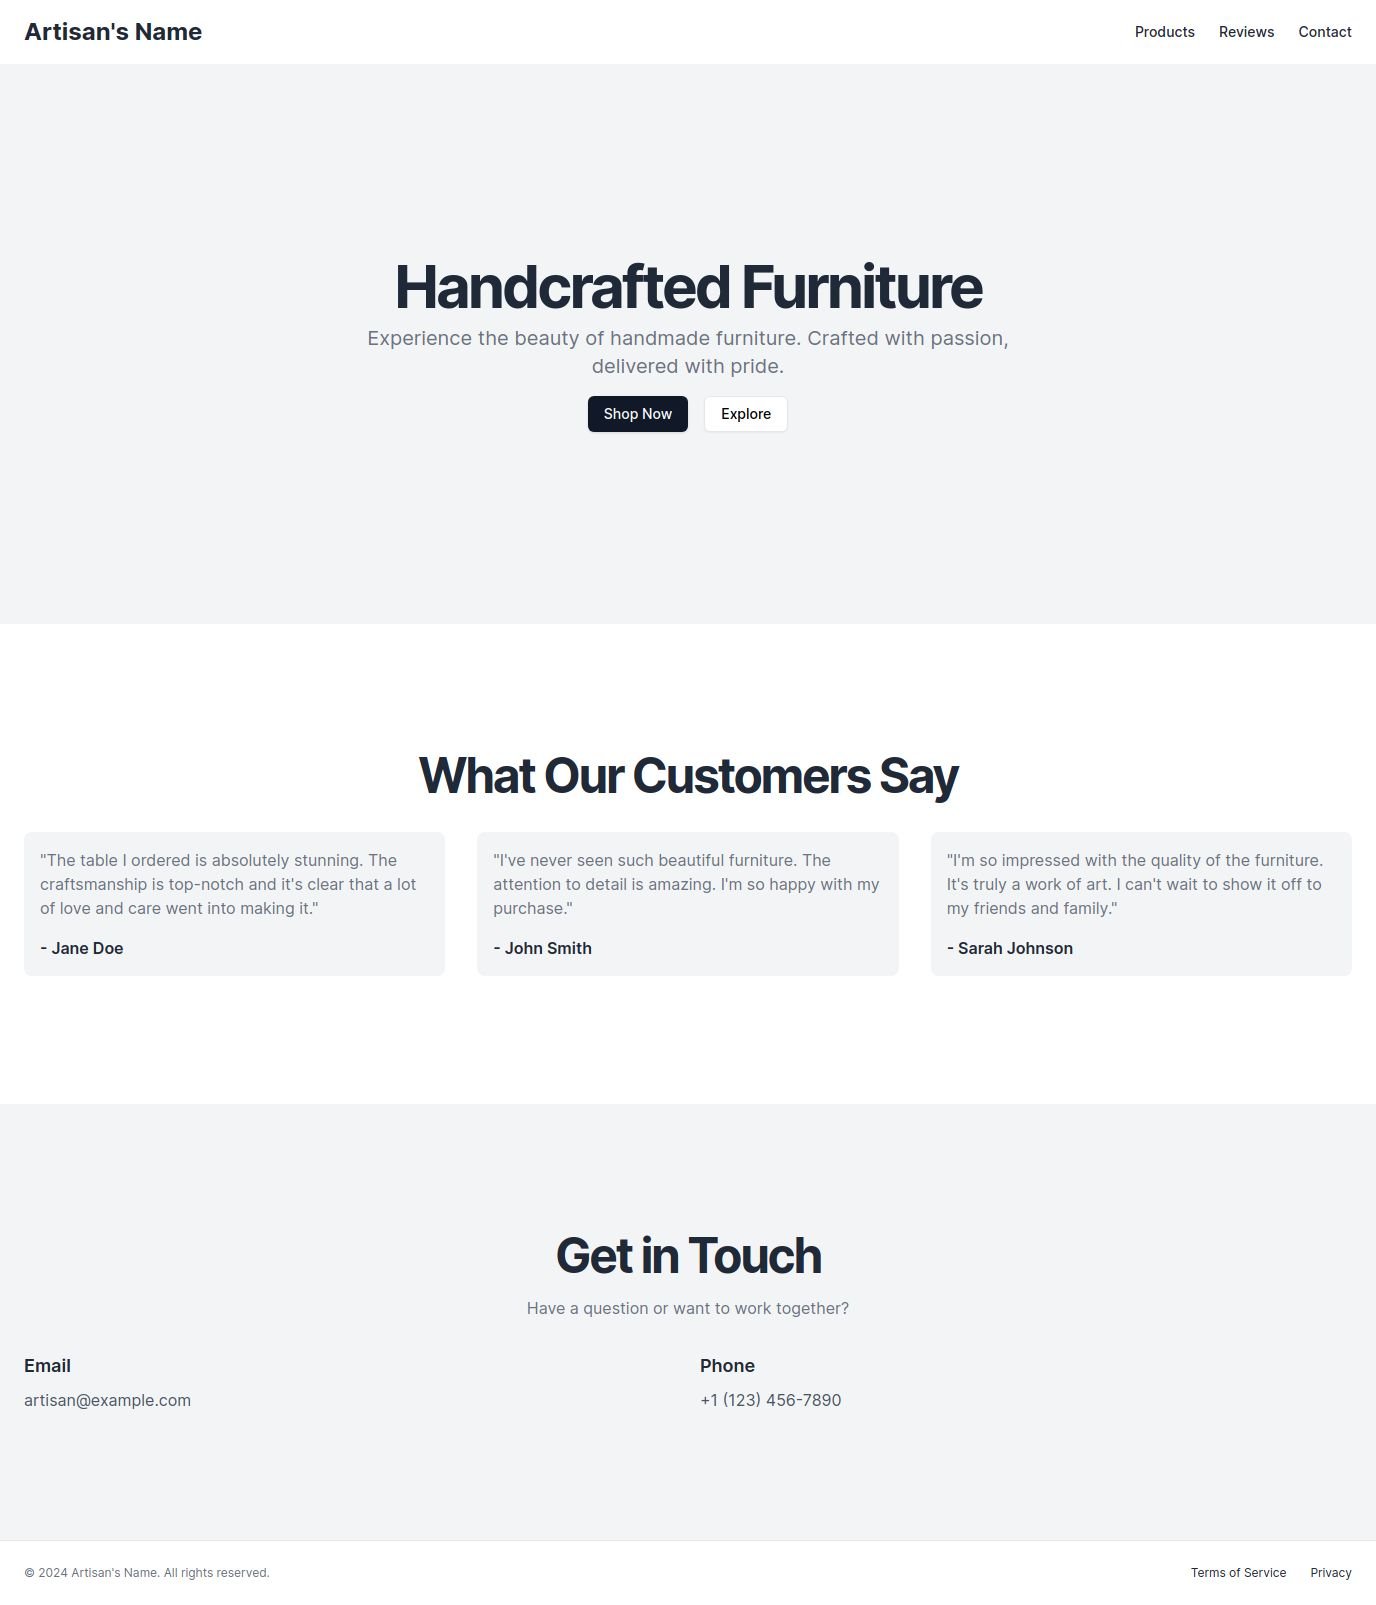 Artisan's Name
Products Reviews Contact
Handcrafted Furniture
Experience the beauty of handmade furniture. Crafted with passion,
delivered with pride.
Shop Now Explore
What Our Customers Say
"The table I ordered is absolutely stunning. The
craftsmanship is top-notch and it's clear that a lot
of love and care went into making it."
- Jane Doe
"I've never seen such beautiful furniture. The
attention to detail is amazing. I'm so happy with my
purchase."
- John Smith
"I'm so impressed with the quality of the furniture.
It's truly a work of art. I can't wait to show it off to
my friends and family."
- Sarah Johnson
Get in Touch
Have a question or want to work together?
Email
artisan@example.com
Phone
+1 (123) 456-7890
© 2024 Artisan's Name. All rights reserved.
Terms of Service Privacy